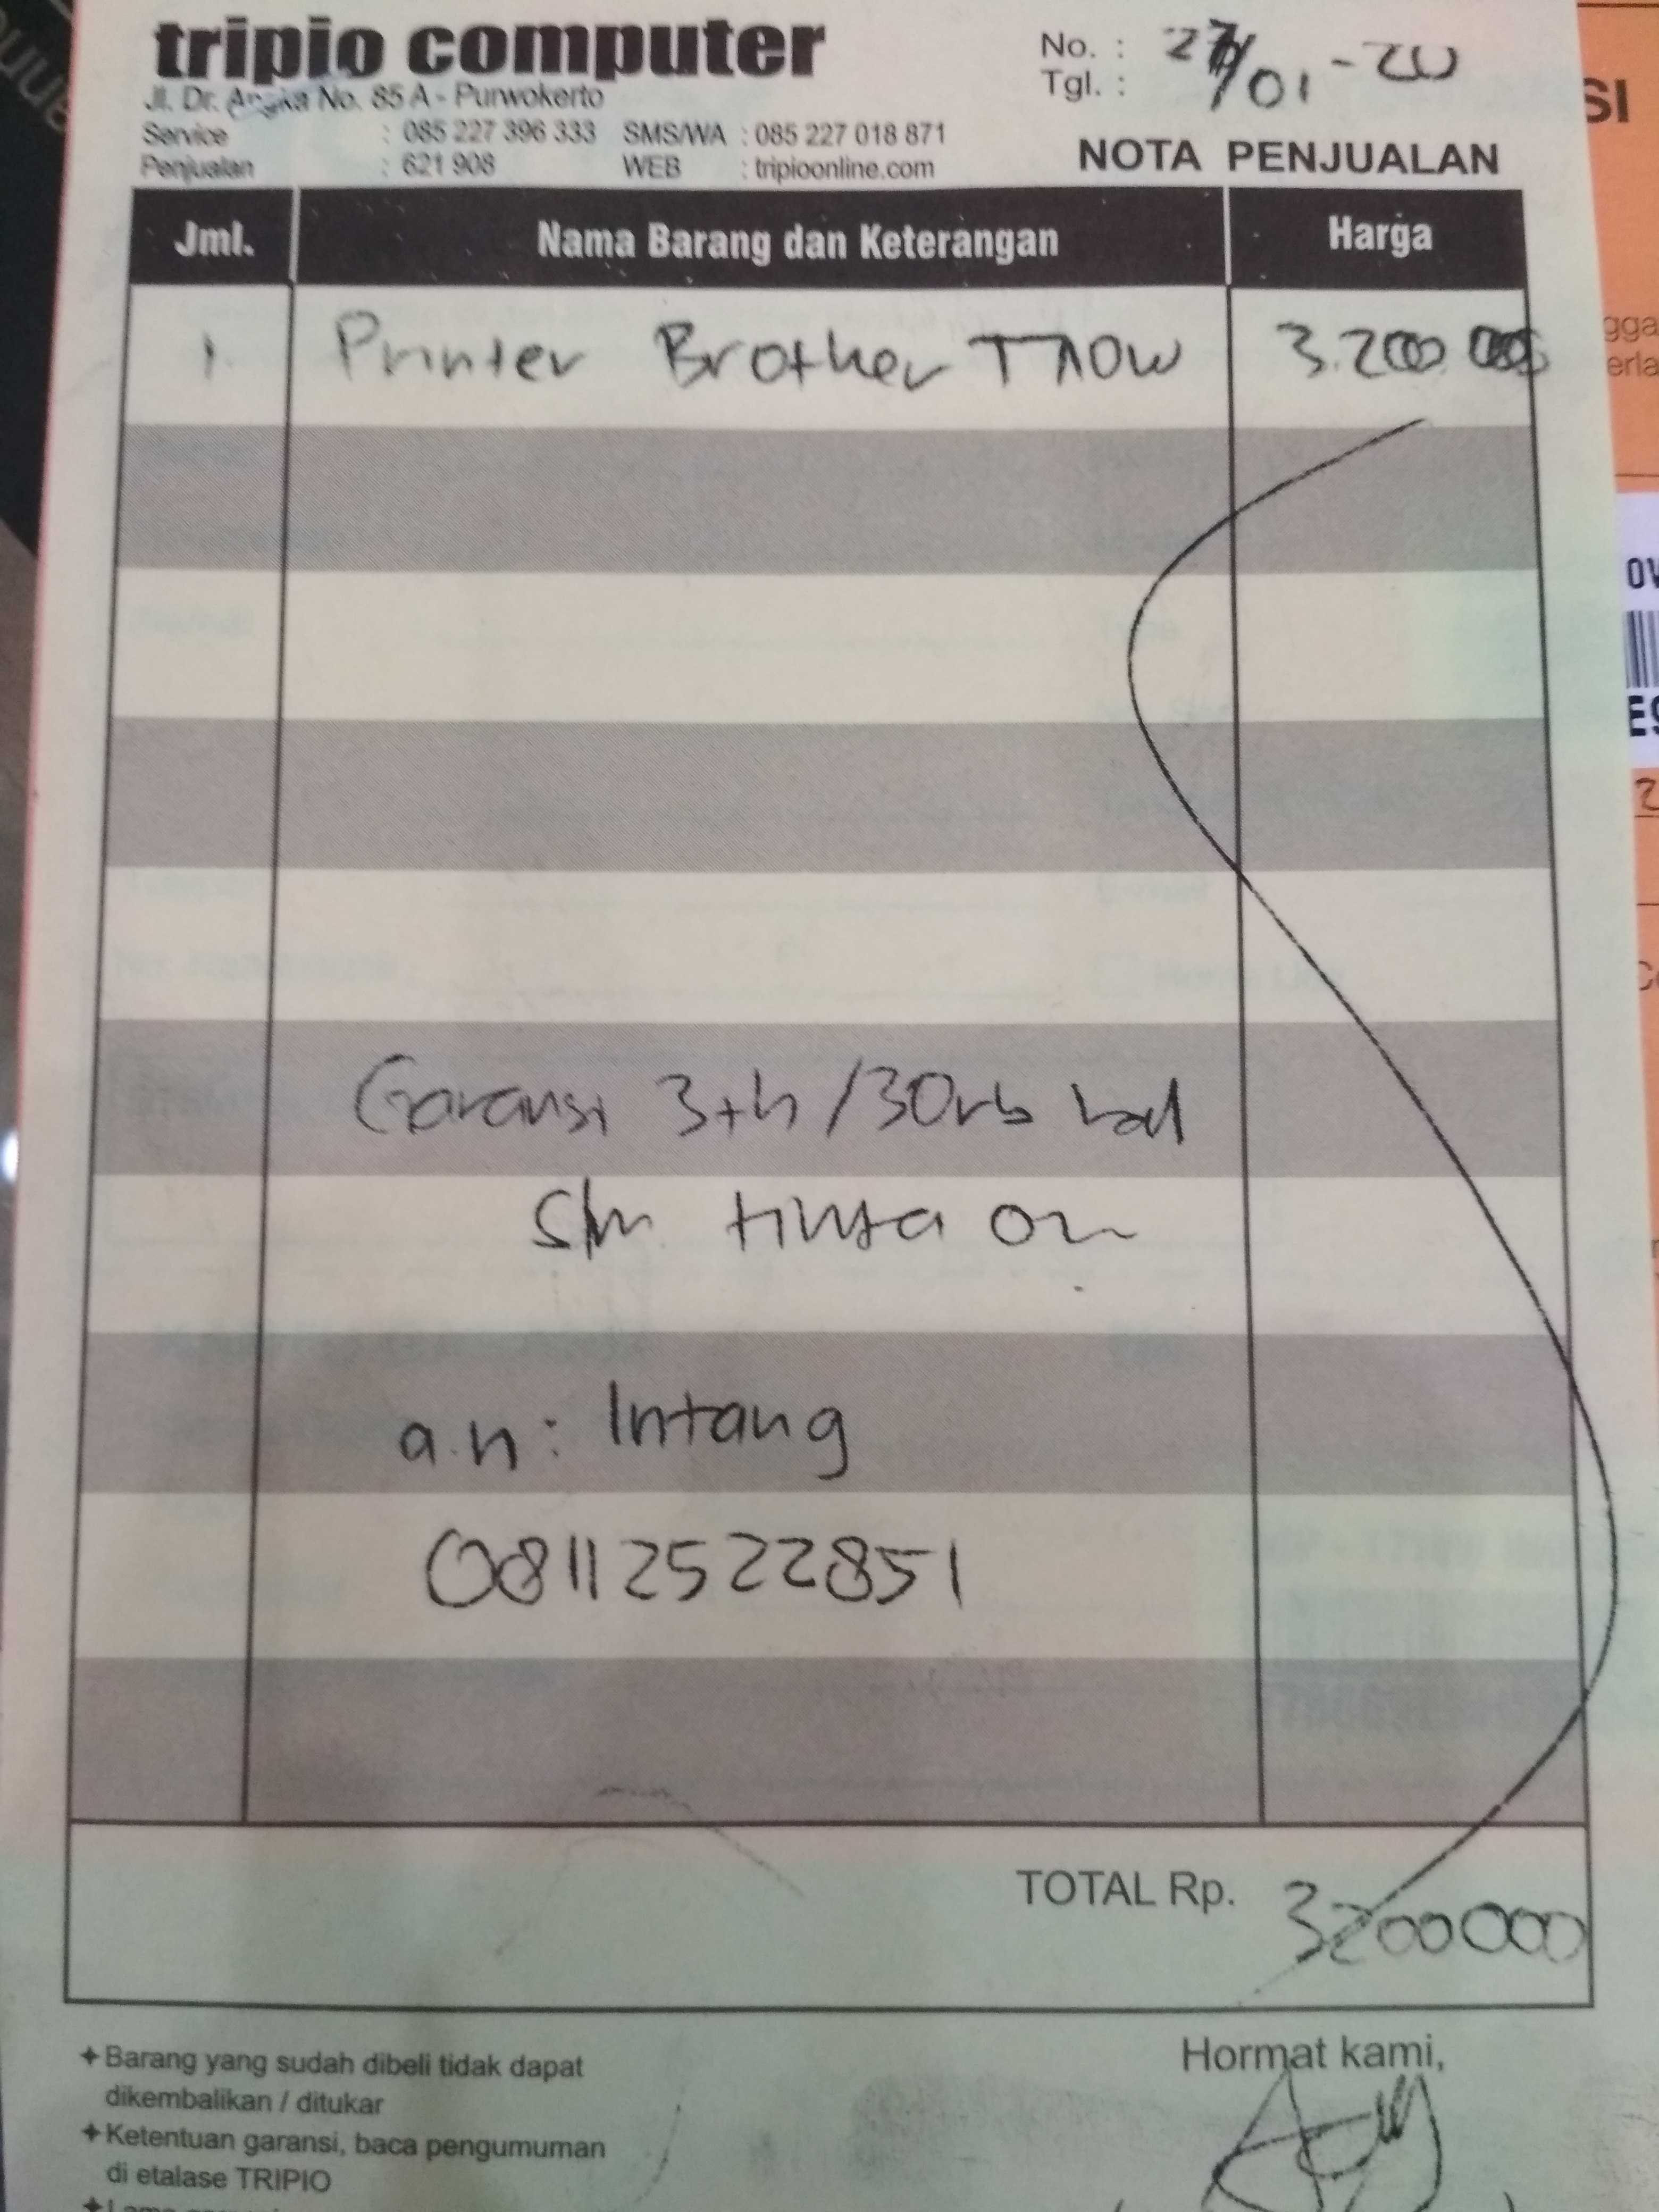 tripio computer
Jl. Dr. Angka No. 85 A - Purwokerto
Service : 085 227 396 333 SMS/WA : 085 227 018 871
Penjualan : 621 908 WEB : tripioonline.com
No. :
Tgl. : /01-20
NOTA PENJUALAN
Jml. Nama Barang dan Keterangan Harga
1. Printer Brother T710W 3.200.000
Garansi 3th/30rb
tinta ori
a.n: Intang
08112522851
TOTAL Rp. 3200000
Barang yang sudah dibeli tidak dapat
dikembalikan / ditukar
Ketentuan garansi, baca pengumuman
di etalase TRIPIO
Hormat kami,
SI
gga
erla